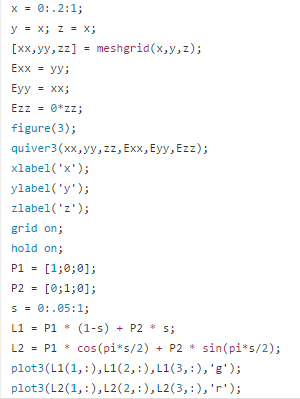 x = 0:.2:1;
y = x; z = x;
[xx,yy,zz] = meshgrid(x,y,z);
Exx = yy;
Eyy = xx;
Ezz = 0*zz;
figure(3);
quiver3(xx,yy,zz,Exx,Eyy,Ezz);
xlabel('x');
ylabel('y');
zlabel('z');
grid on;
hold on;
P1 = [1;0;0];
P2 = [0;1;0];
s = 0:.05:1;
L1 = P1 * (1-s) + P2 * s;
L2 = P1 * cos(pi*s/2) + P2 * sin(pi*s/2);
plot3(L1(1,:),L1(2,:),L1(3,:),'g');
plot3(L2(1,:),L2(2,:),L2(3,:),'r');